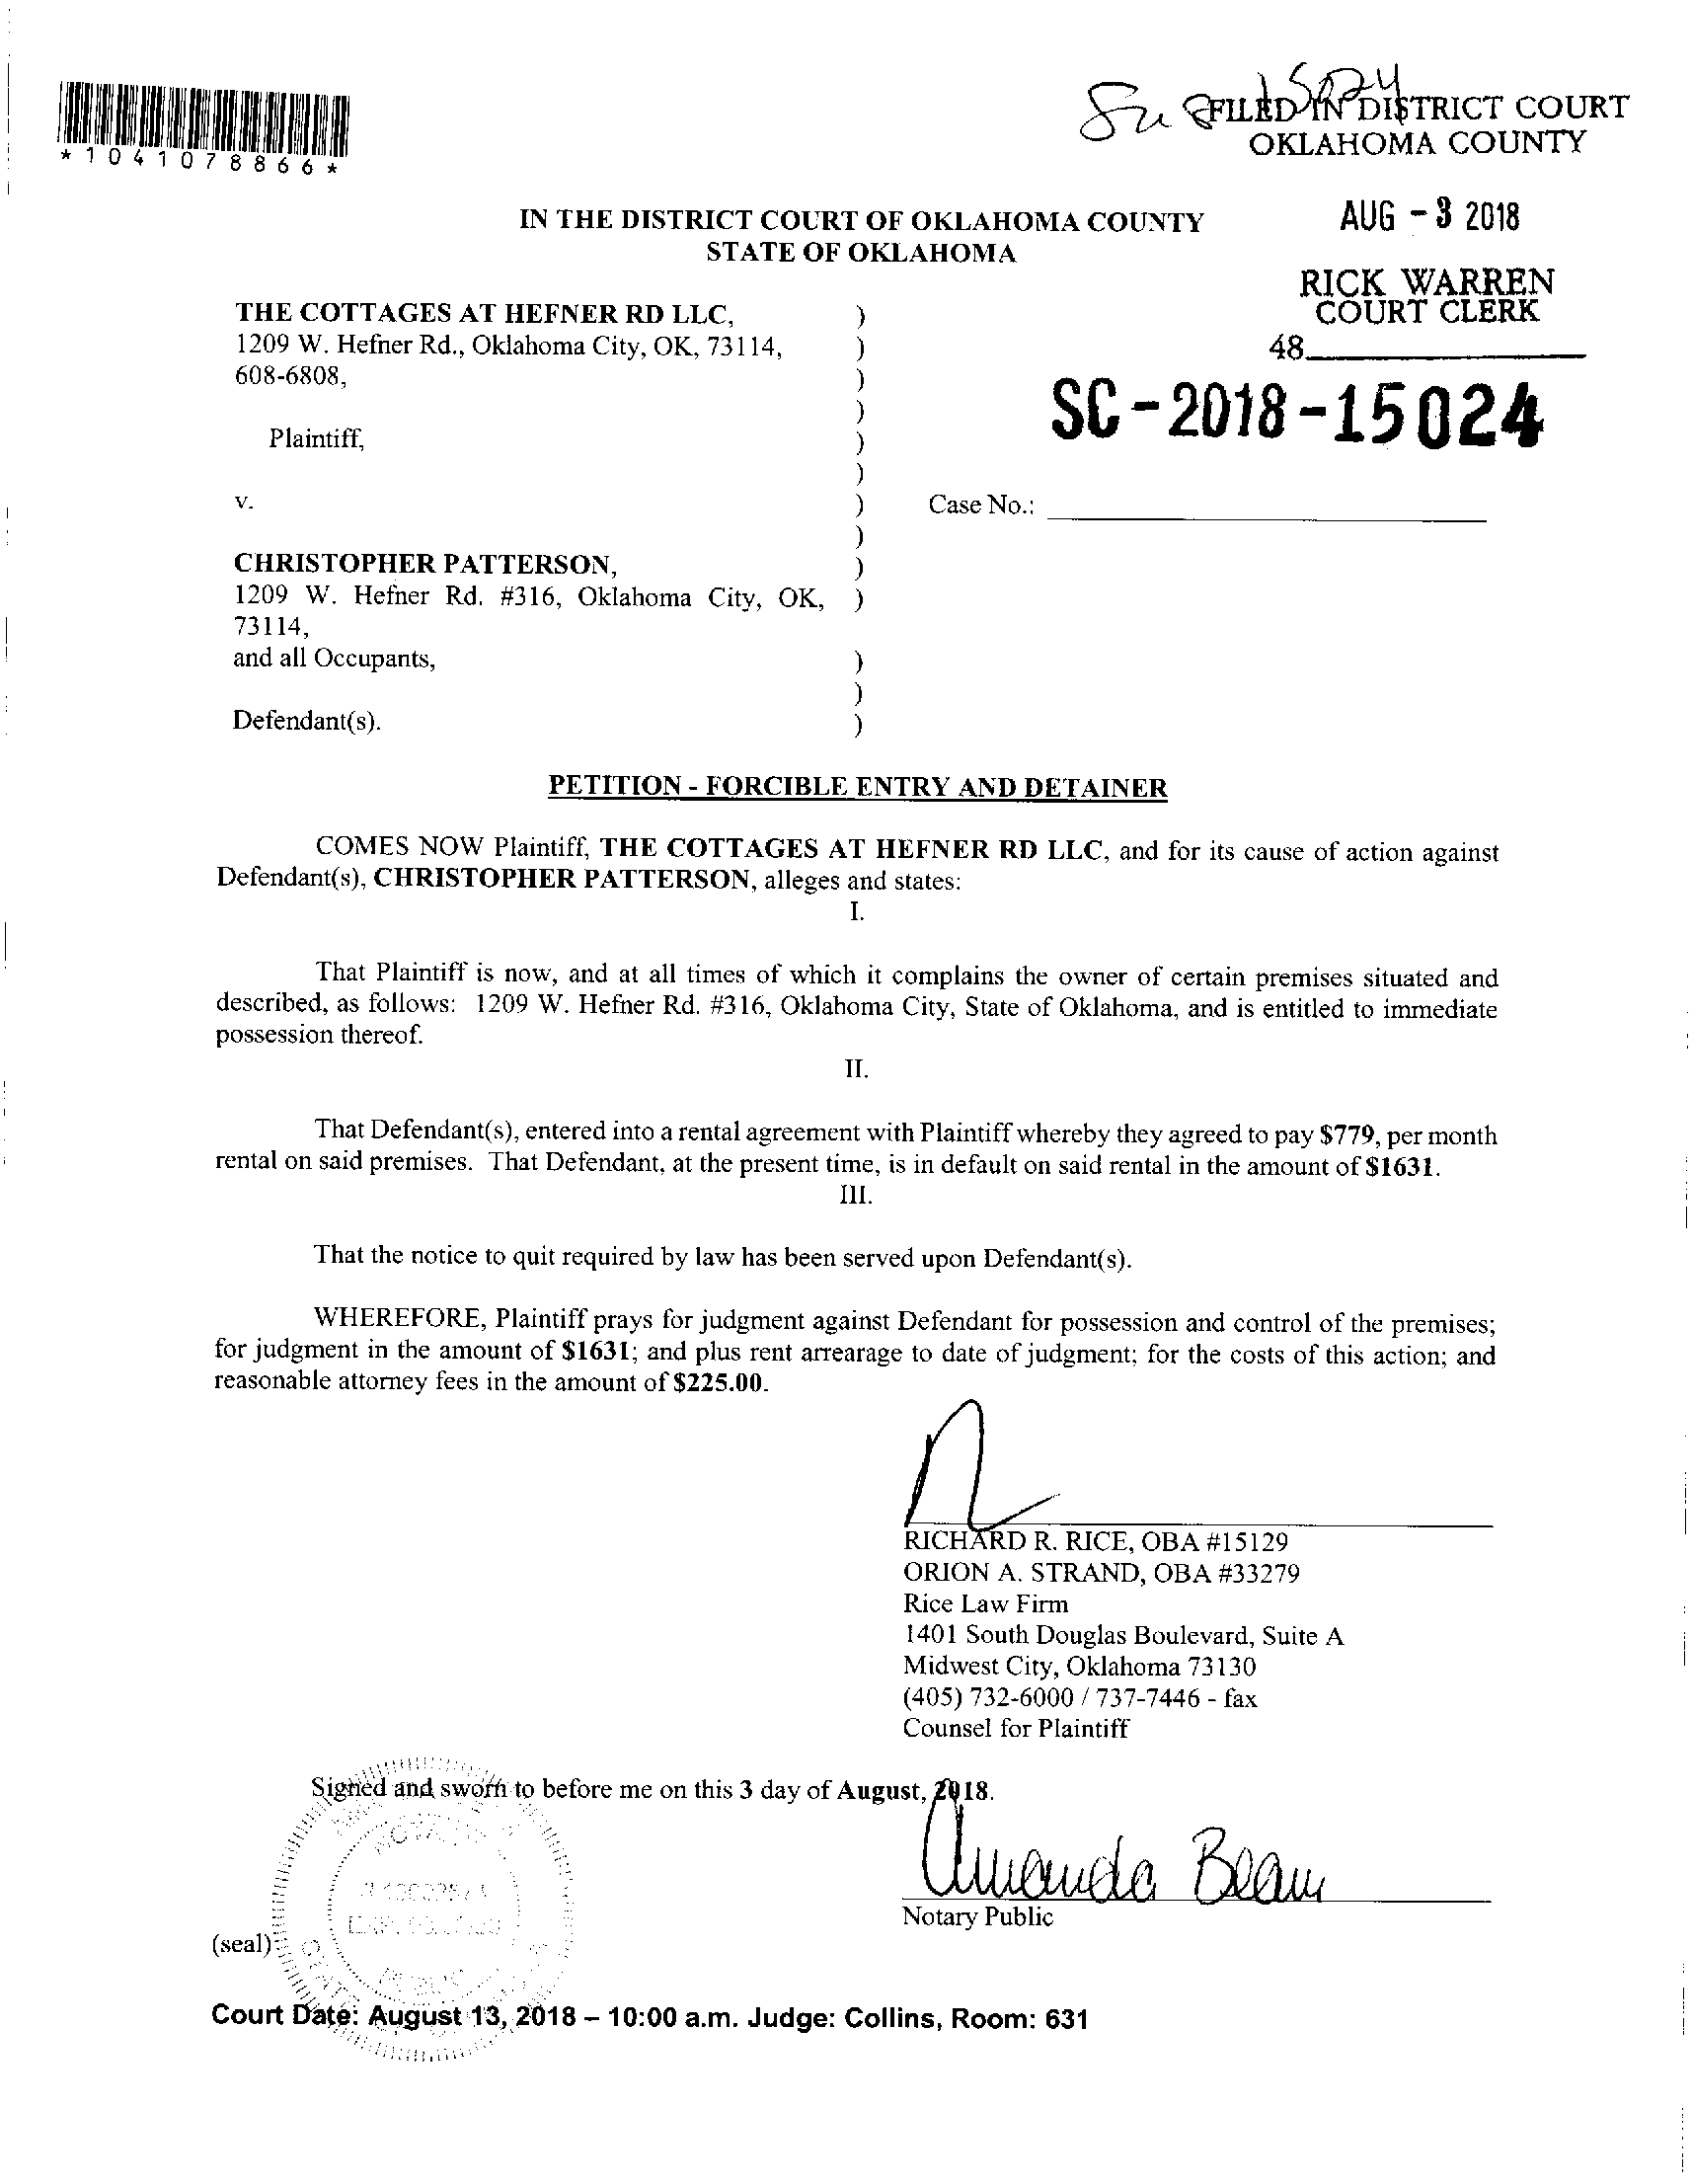 *1041078866*
FILED IN DISTRICT COURT
OKLAHOMA COUNTY
AUG - 3 2018
RICK WARREN
COURT CLERK
48
SC-2018-15024
IN THE DISTRICT COURT OF OKLAHOMA COUNTY
STATE OF OKLAHOMA
THE COTTAGES AT HEFNER RD LLC, )
1209 W. Hefner Rd., Oklahoma City, OK, 73114, )
608-6808, )
)
Plaintiff, )
)
v. ) Case No.:
)
CHRISTOPHER PATTERSON, )
1209 W. Hefner Rd. #316, Oklahoma City, OK, )
73114,
and all Occupants, )
)
Defendant(s). )
PETITION - FORCIBLE ENTRY AND DETAINER
COMES NOW Plaintiff, THE COTTAGES AT HEFNER RD LLC, and for its cause of action against
Defendant(s), CHRISTOPHER PATTERSON, alleges and states:
I.
That Plaintiff is now, and at all times of which it complains the owner of certain premises situated and
described, as follows: 1209 W. Hefner Rd. #316, Oklahoma City, State of Oklahoma, and is entitled to immediate
possession thereof.
II.
That Defendant(s), entered into a rental agreement with Plaintiff whereby they agreed to pay $779, per month
rental on said premises. That Defendant, at the present time, is in default on said rental in the amount of $1631.
III.
That the notice to quit required by law has been served upon Defendant(s).
WHEREFORE, Plaintiff prays for judgment against Defendant for possession and control of the premises;
for judgment in the amount of $1631; and plus rent arrearage to date of judgment; for the costs of this action; and
reasonable attorney fees in the amount of $225.00.
RICHARD R. RICE, OBA #15129
ORION A. STRAND, OBA #33279
Rice Law Firm
1401 South Douglas Boulevard, Suite A
Midwest City, Oklahoma 73130
(405) 732-6000 / 737-7446 - fax
Counsel for Plaintiff
Signed and sworn to before me on this 3 day of August, 2018.
Amanda Beam
Notary Public
(seal)
Court Date: August 13, 2018 – 10:00 a.m. Judge: Collins, Room: 631